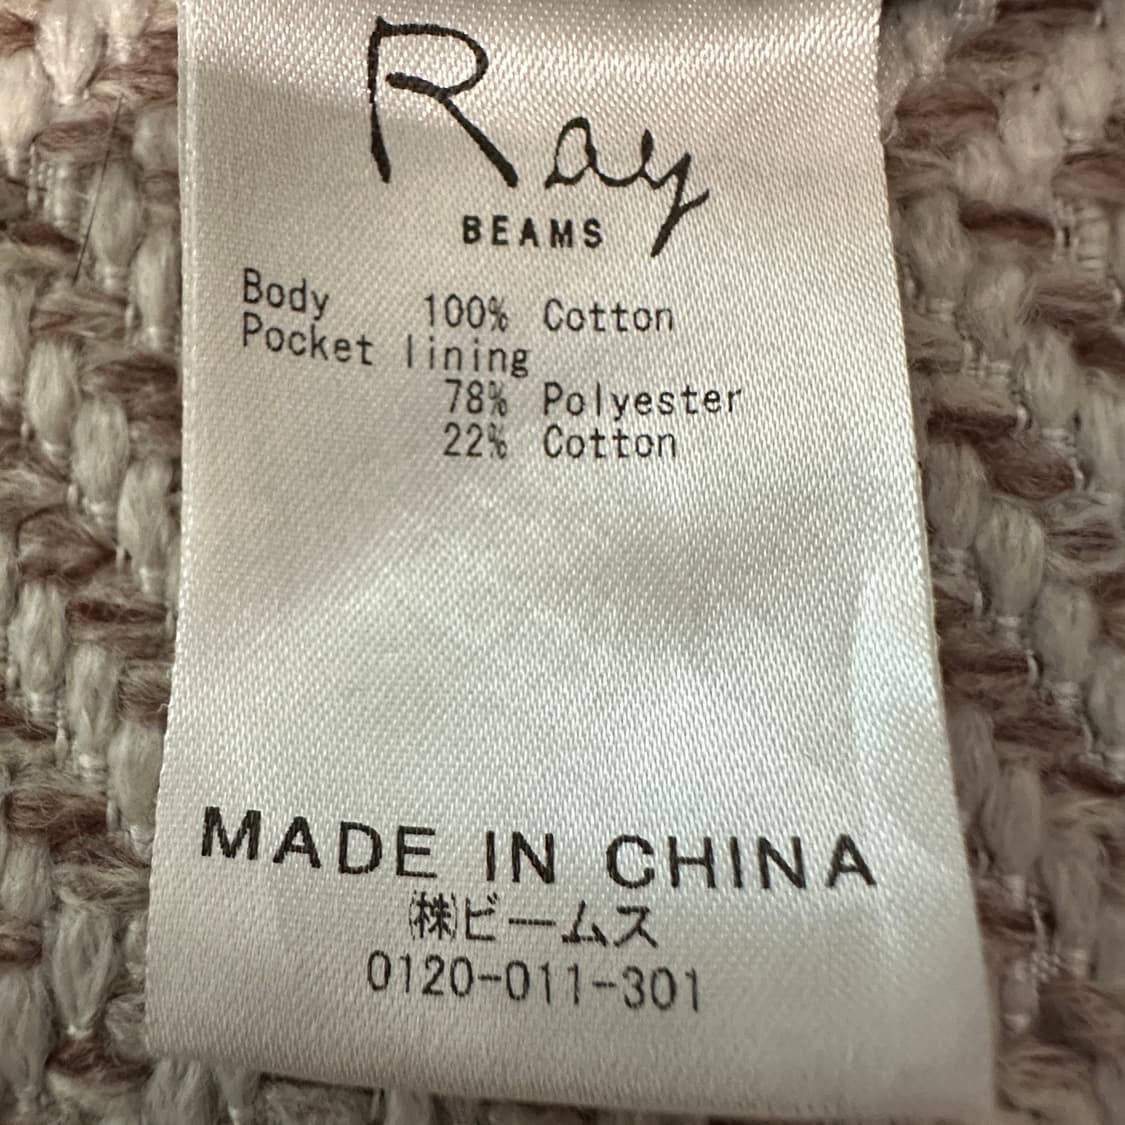 Ray
BEAMS
Body 100% Cotton
Pocket lining
78% Polyester
22% Cotton
MADE IN CHINA
㈱ビームス
0120-011-301